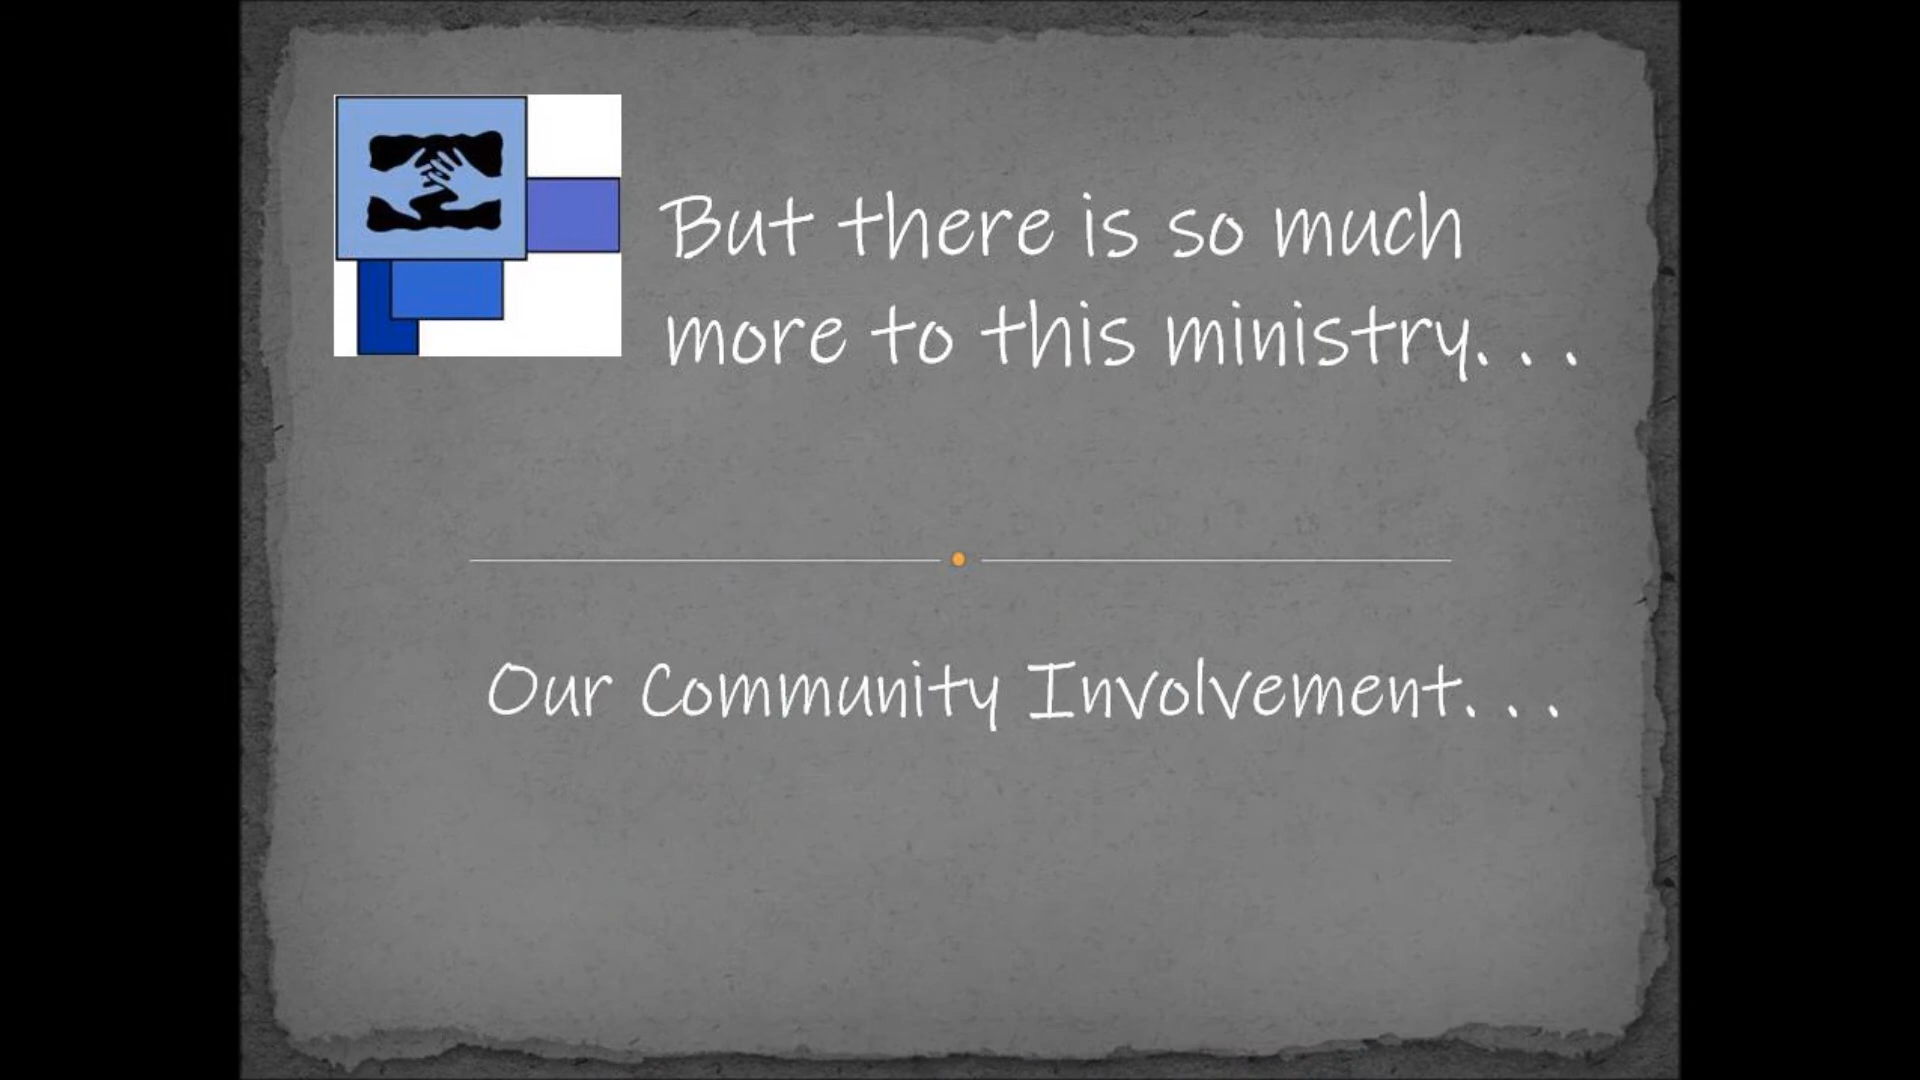 But there is so much
more to this ministry. . .
Our Community Involvement. . .